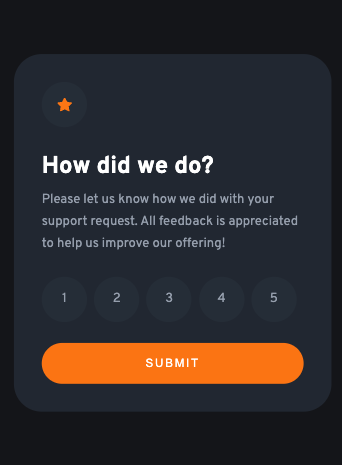 How did we do?
Please let us know how we did with your
support request. All feedback is appreciated
to help us improve our offering!
1 2 3 4 5
SUBMIT